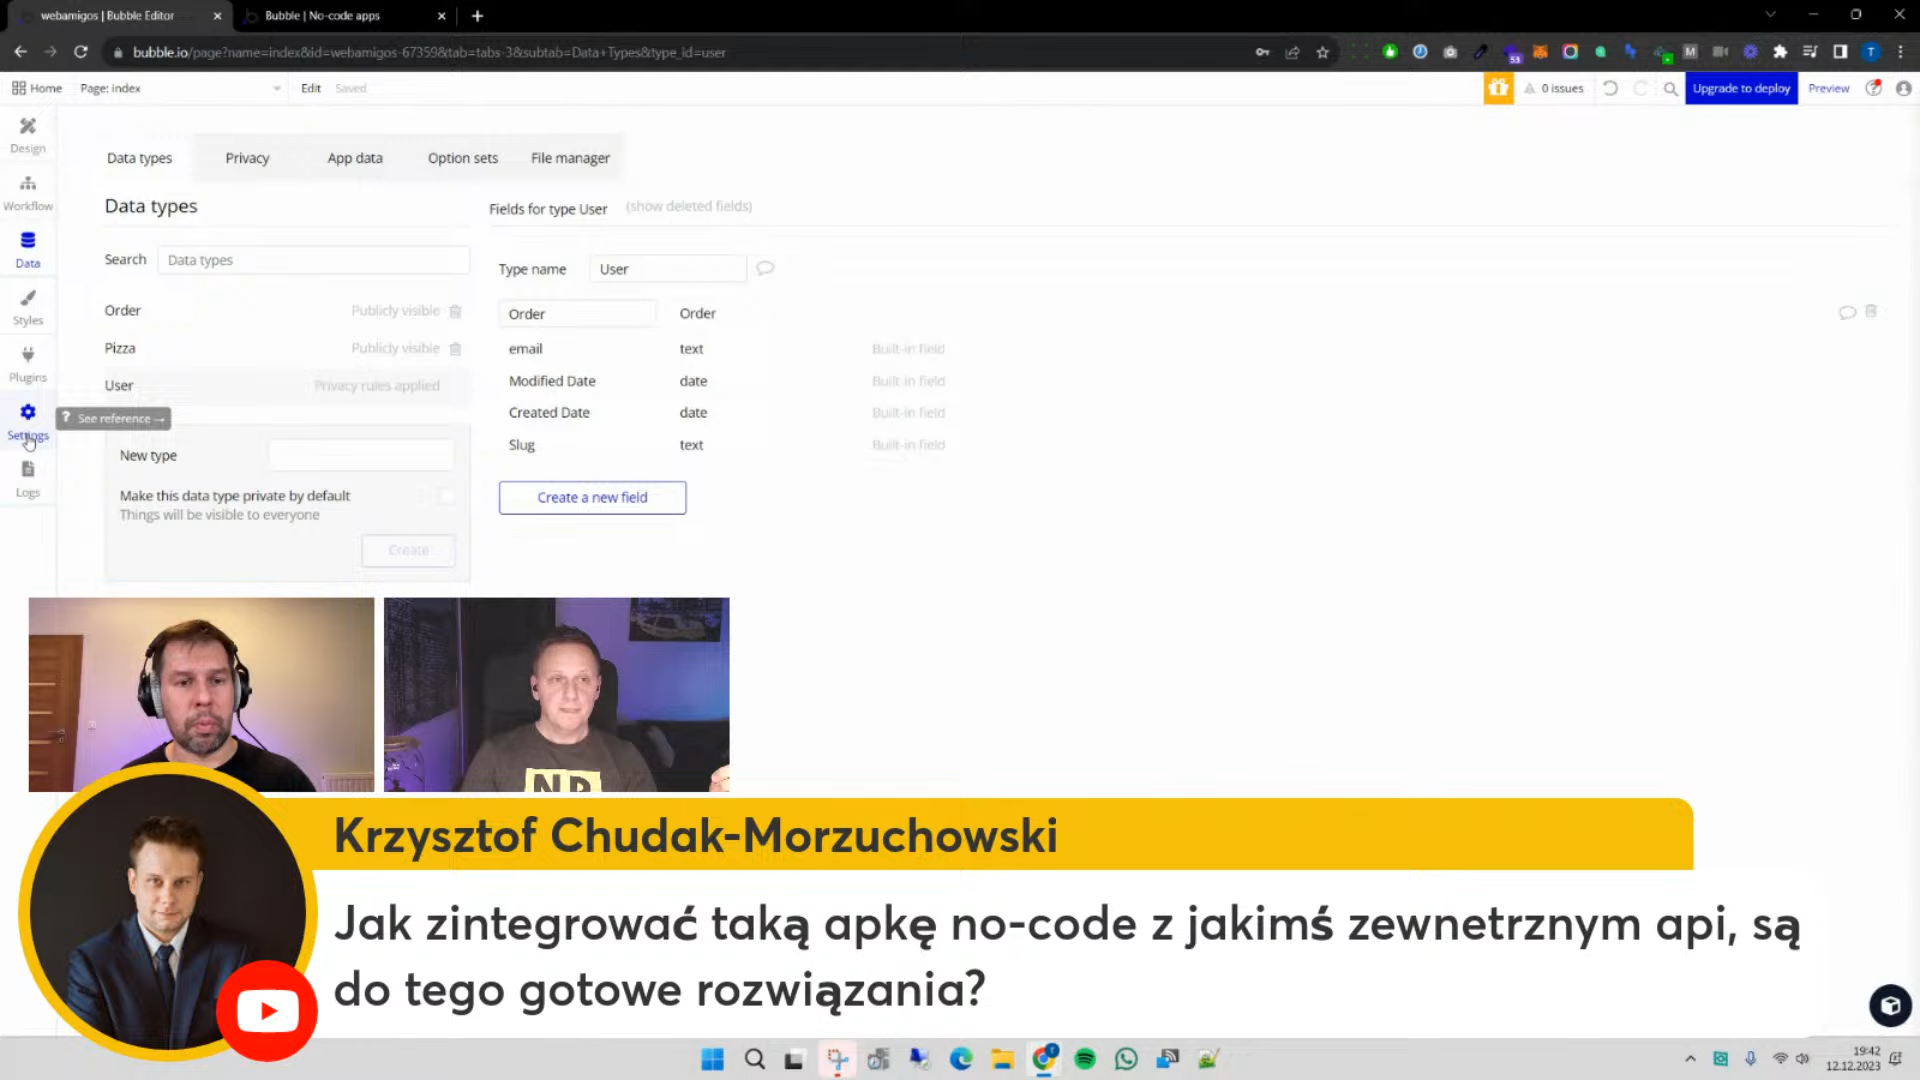 webamigos | Bubble Editor
Bubble | No-code apps
bubble.io/page?name=index&id=webamigos-67359&tab=tabs-3&subtab=Data+Types&type_id=user
53
M
T
Home
Page: index
Edit
Saved
0 issues
Upgrade to deploy
Preview
Design
Workflow
Data
Styles
Plugins
Settings
Logs
? See reference →
Data types
Privacy
App data
Option sets
File manager
Data types
Search
Data types
Order
Publicly visible
Pizza
Publicly visible
User
Privacy rules applied
New type
Make this data type private by default
Things will be visible to everyone
Create
Fields for type User
(show deleted fields)
Type name
User
Order
Order
email
text
Built-in field
Modified Date
date
Built-in field
Created Date
date
Built-in field
Slug
text
Built-in field
Create a new field
Krzysztof Chudak-Morzuchowski
Jak zintegrować taką apkę no-code z jakimś zewnetrznym api, są
do tego gotowe rozwiązania?
19:42
12.12.2023